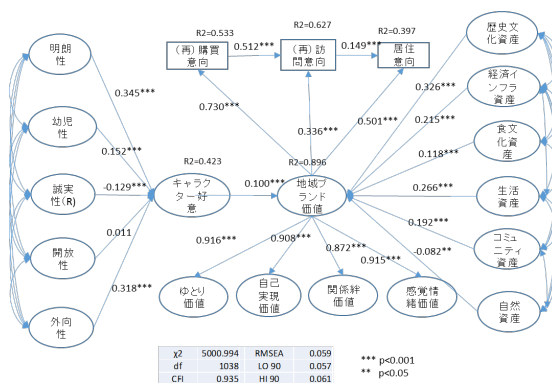 R2=0.533
R2=0.627
R2=0.397
(再)購買
意向
0.512***
(再)訪
問意向
0.149***
居住
意向
明朗
性
幼児
性
誠実
性(R)
開放
性
外向
性
0.345***
0.152***
-0.129***
0.011
0.318***
R2=0.423
キャラク
ター好
意
0.100***
R2=0.896
地域ブ
ランド
価値
0.730***
0.336***
0.501***
歴史文
化資産
経済イ
ンフラ
資産
食文
化資
産
生活
資産
コミュ
ニティ
資産
自然
資産
0.326***
0.215***
0.118***
0.266***
0.192***
-0.082**
0.916***
0.908***
0.872***
0.915***
ゆとり
価値
自己
実現価
値
関係絆
価値
感覚情
緒価値
χ2 5000.994 RMSEA 0.059
df 1038 LO 90 0.057
CFI 0.935 HI 90 0.061
*** p<0.001
** p<0.05